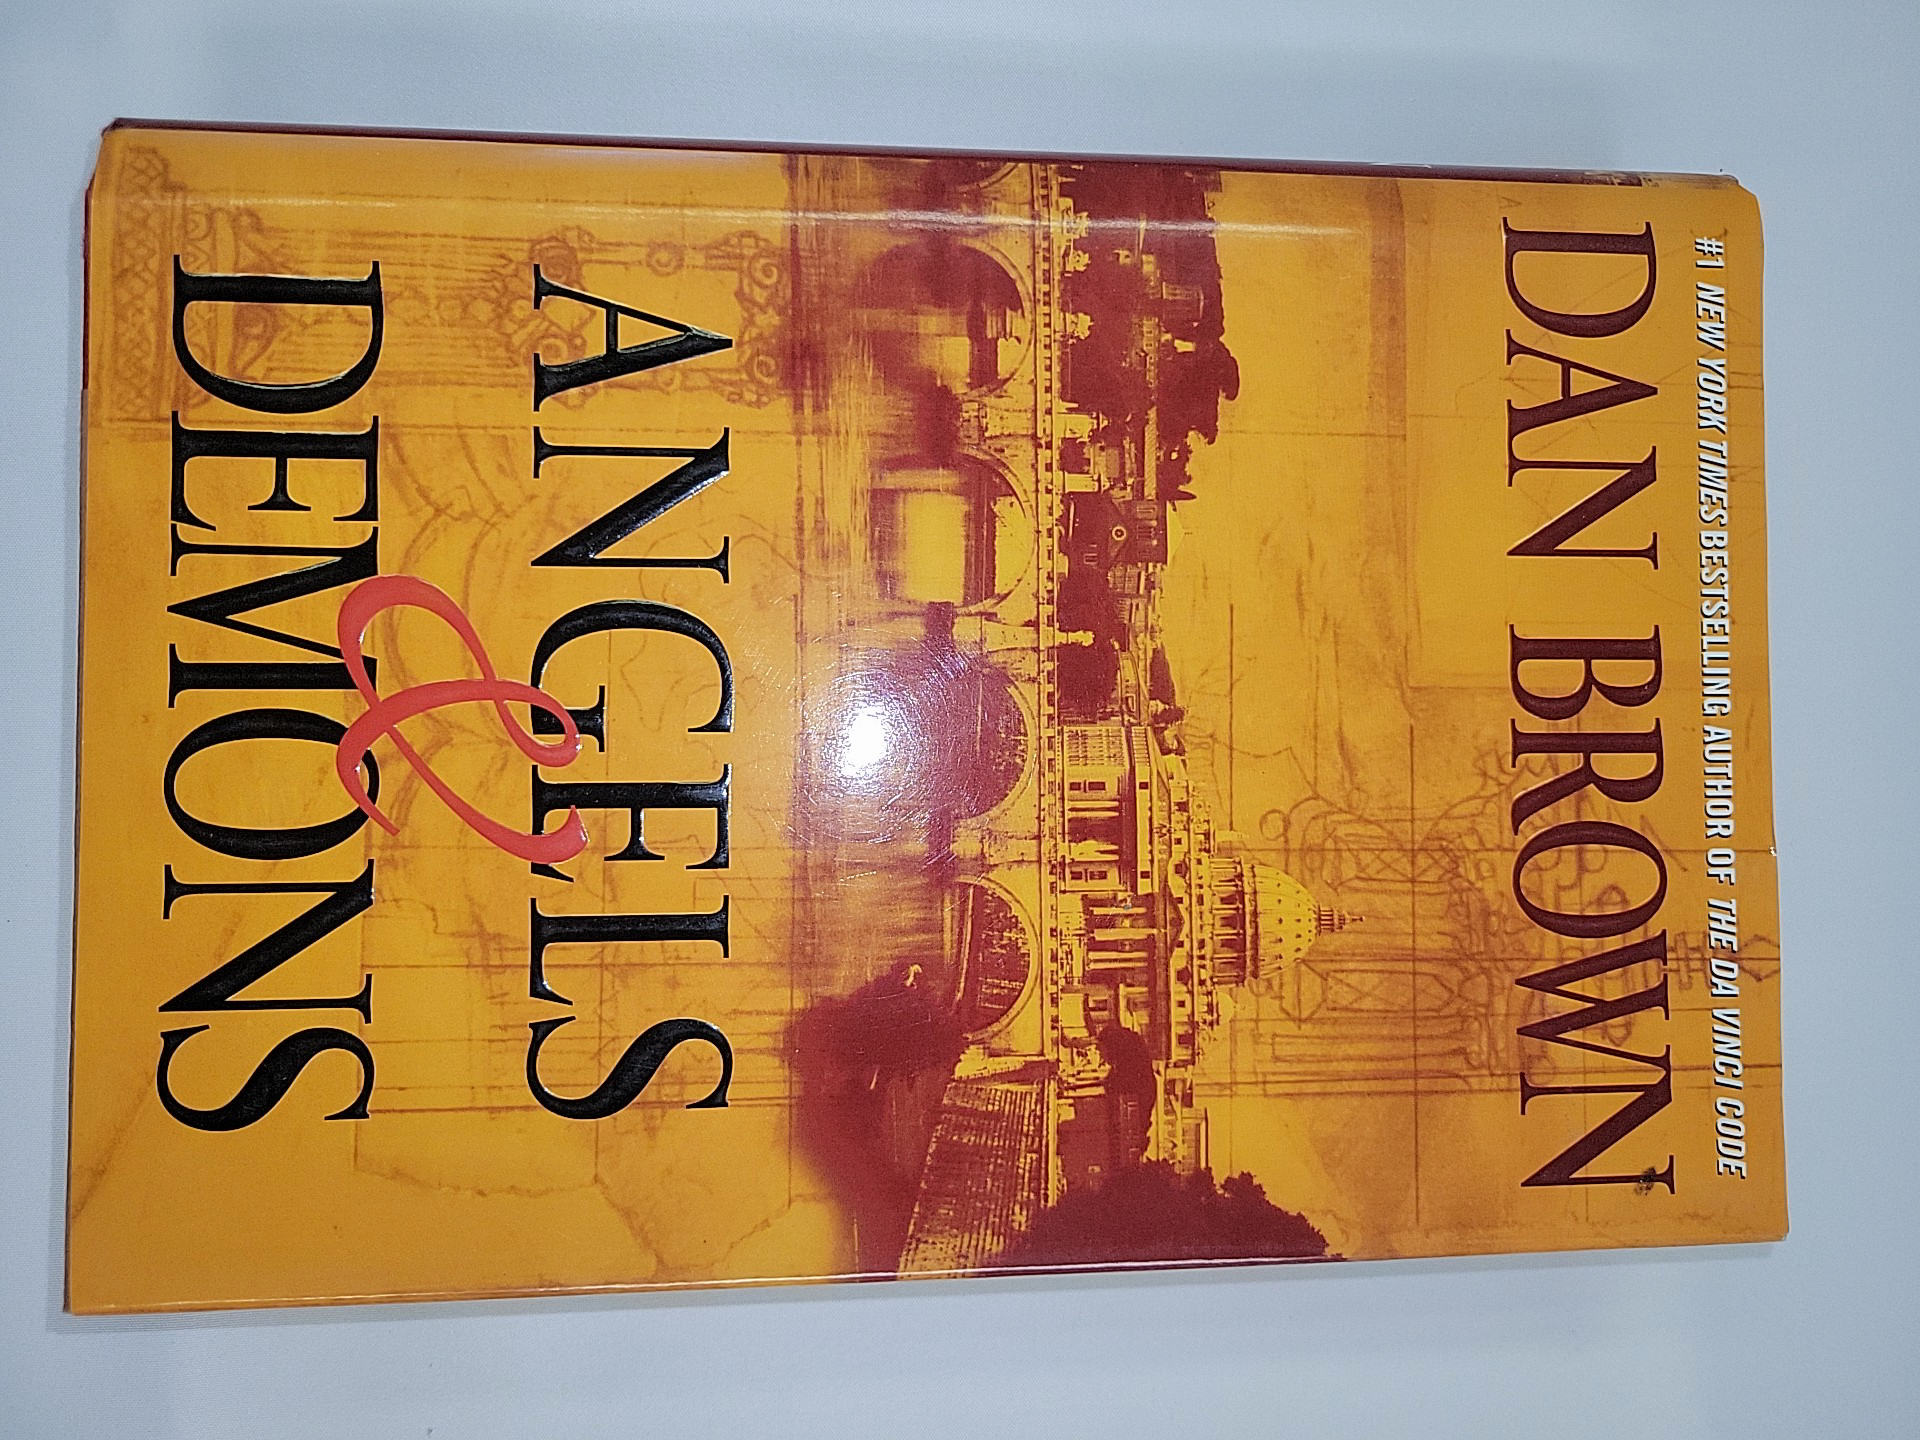 #1 NEW YORK TIMES BESTSELLING AUTHOR OF THE DA VINCI CODE
DAN BROWN
ANGELS
&
DEMONS